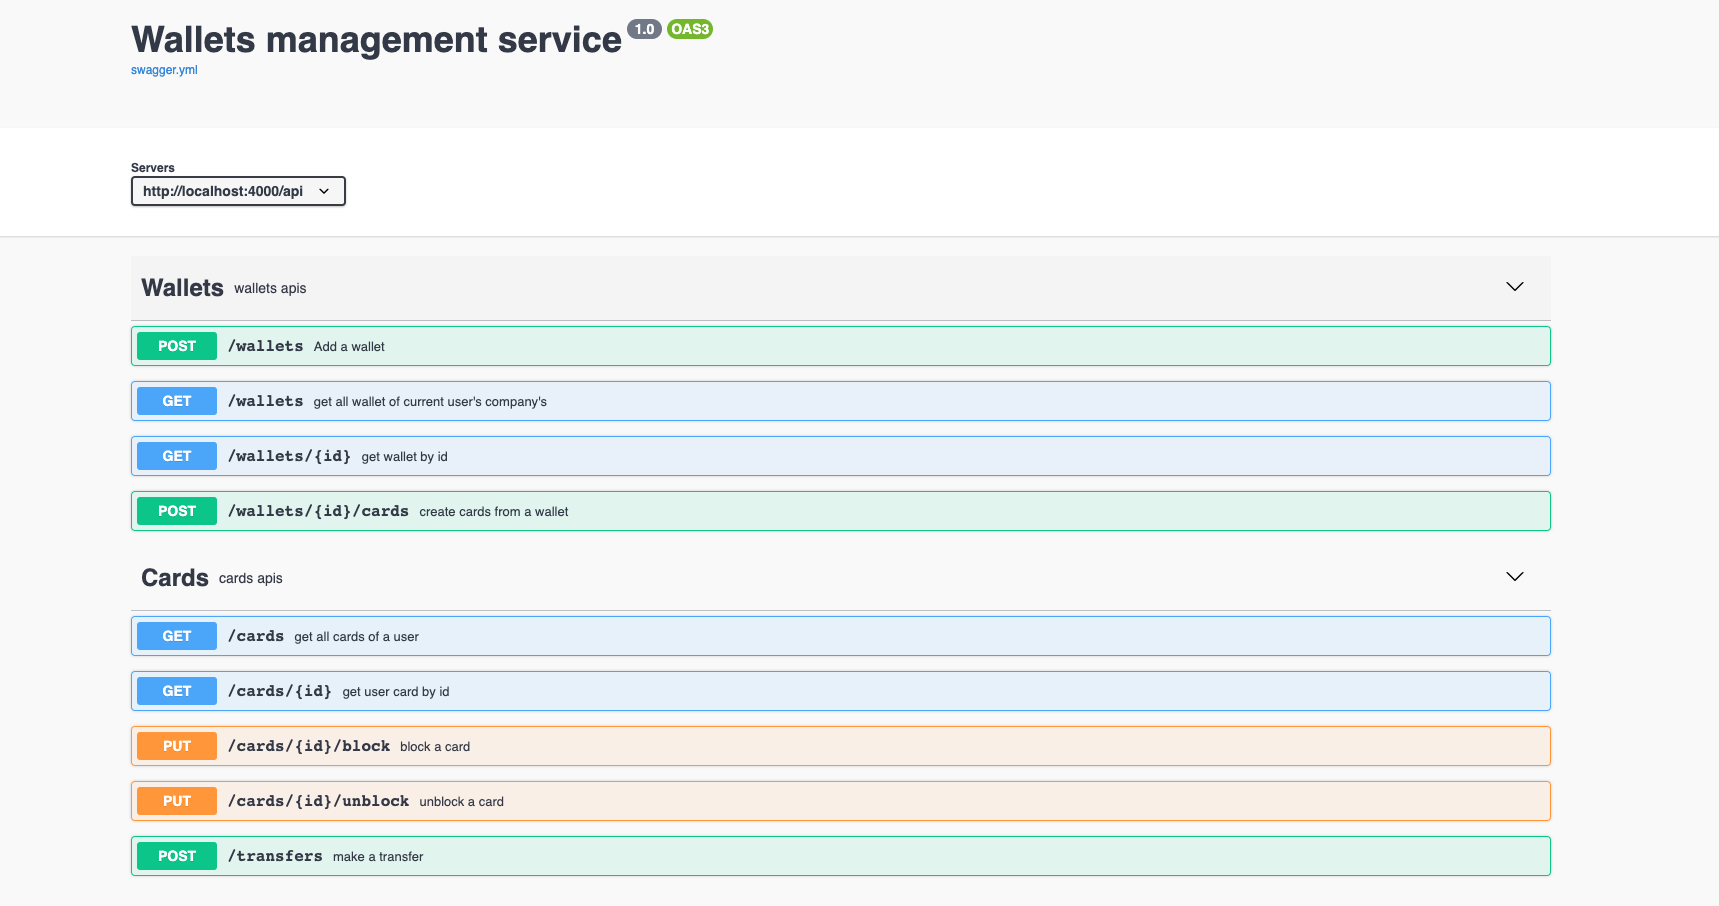 Wallets management service 1.0 OAS3
swagger.yml
Servers
http://localhost:4000/api
Wallets wallets apis
POST /wallets Add a wallet
GET /wallets get all wallet of current user's company's
GET /wallets/{id} get wallet by id
POST /wallets/{id}/cards create cards from a wallet
Cards cards apis
GET /cards get all cards of a user
GET /cards/{id} get user card by id
PUT /cards/{id}/block block a card
PUT /cards/{id}/unblock unblock a card
POST /transfers make a transfer